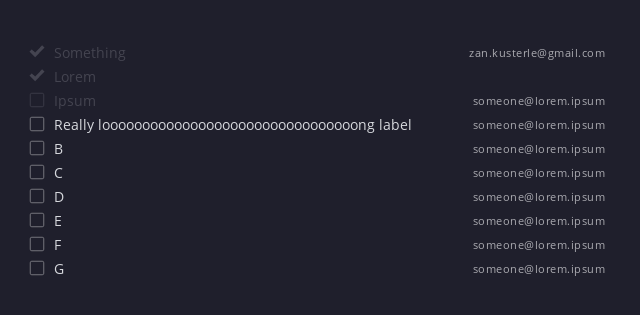 Something zan.kusterle@gmail.com
Lorem
Ipsum someone@lorem.ipsum
Really looooooooooooooooooooooooooooooooong label someone@lorem.ipsum
B someone@lorem.ipsum
C someone@lorem.ipsum
D someone@lorem.ipsum
E someone@lorem.ipsum
F someone@lorem.ipsum
G someone@lorem.ipsum